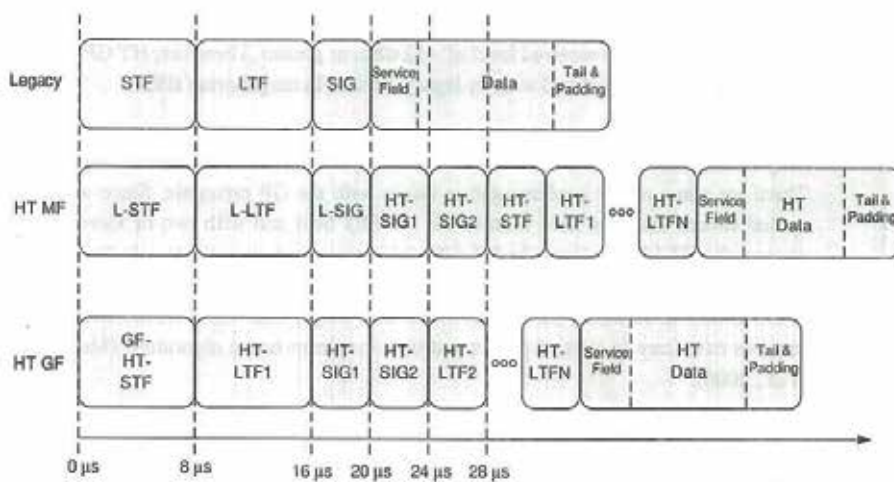 Legacy
STF
LTF
SIG
Service Field
Data
Tail & Padding
HT MF
L-STF
L-LTF
L-SIG
HT-SIG1
HT-SIG2
HT-STF
HT-LTF1
HT-LTFN
Service Field
HT Data
Tail & Padding
HT GF
GF-HT-STF
HT-LTF1
HT-SIG1
HT-SIG2
HT-LTF2
HT-LTFN
Service Field
HT Data
Tail & Padding
0 µs
8 µs
16 µs
20 µs
24 µs
28 µs